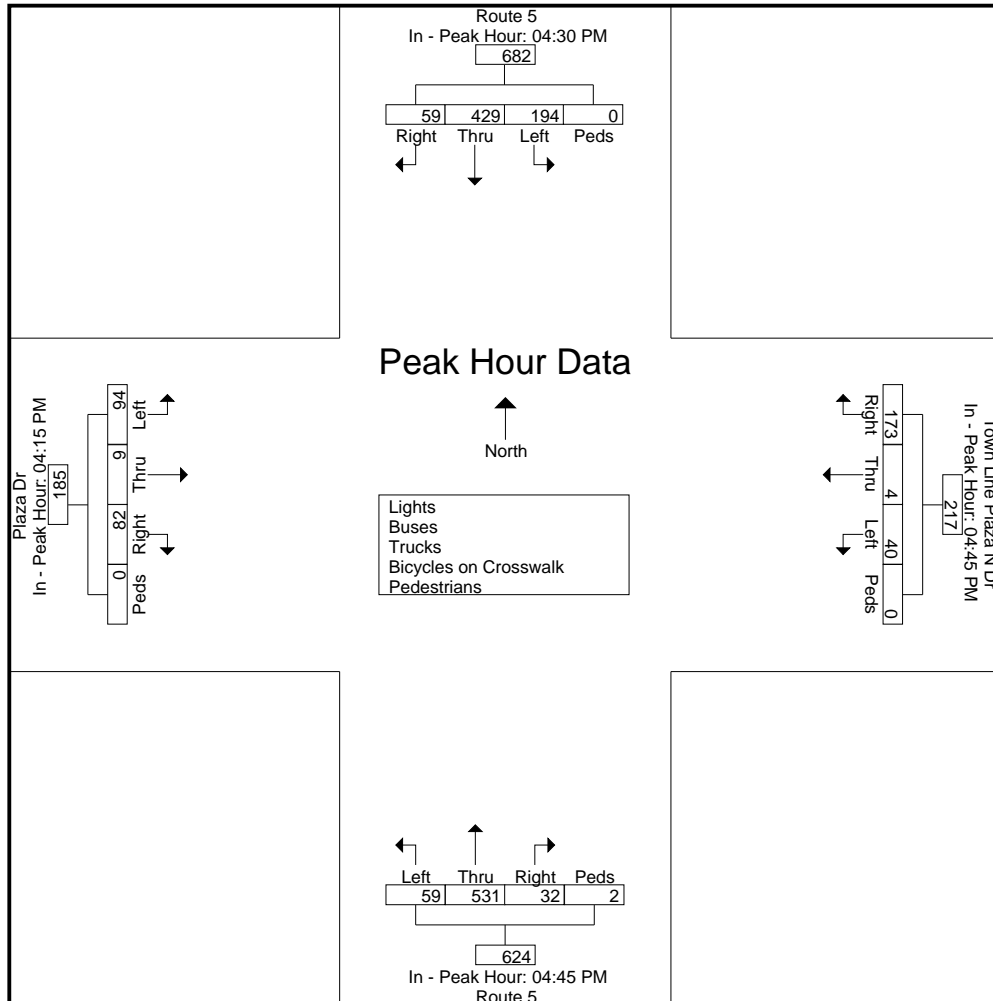 Route 5
In - Peak Hour: 04:30 PM
682
59 429 194 0
Right Thru Left Peds
Peak Hour Data
North
Lights
Buses
Trucks
Bicycles on Crosswalk
Pedestrians
Plaza Dr
In - Peak Hour: 04:15 PM
185
94 9 82 0
Left Thru Right Peds
Town Line Plaza N Dr
In - Peak Hour: 04:45 PM
217
173 4 40 0
Right Thru Left Peds
Left Thru Right Peds
59 531 32 2
624
In - Peak Hour: 04:45 PM
Route 5